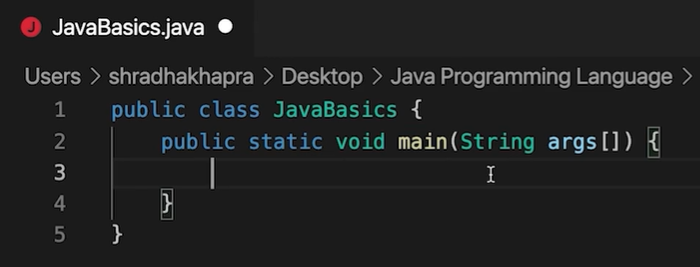 J JavaBasics.java
Users > shradhakhapra > Desktop > Java Programming Language >
1 public class JavaBasics {
2 public static void main(String args[]) {
3
4 }
5 }